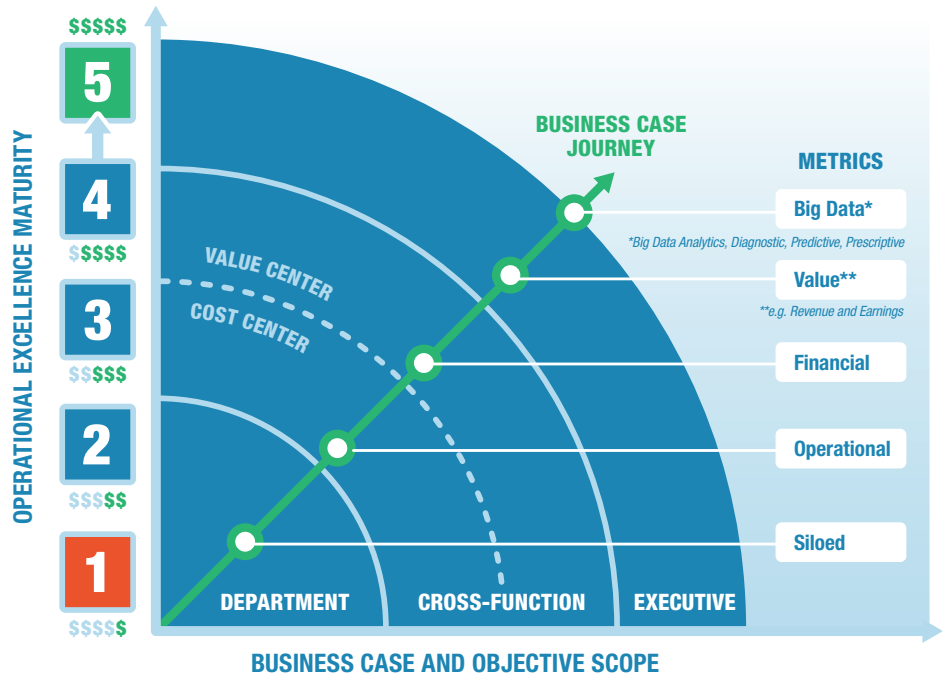 $$$$$
5
4
$$$$$
3
$$$$$
2
$$$$$
1
$$$$$
OPERATIONAL EXCELLENCE MATURITY
VALUE CENTER
COST CENTER
BUSINESS CASE
JOURNEY
METRICS
Big Data*
*Big Data Analytics, Diagnostic, Predictive, Prescriptive
Value**
**e.g. Revenue and Earnings
Financial
Operational
Siloed
DEPARTMENT
CROSS-FUNCTION
EXECUTIVE
BUSINESS CASE AND OBJECTIVE SCOPE